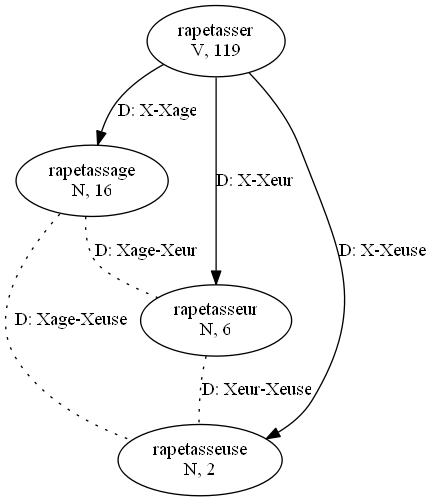 rapetasser
V, 119
D: X-Xage
rapetassage
N, 16
D: X-Xeur
D: Xage-Xeur
D: X-Xeuse
rapetasseur
N, 6
D: Xage-Xeuse
D: Xeur-Xeuse
rapetasseuse
N, 2